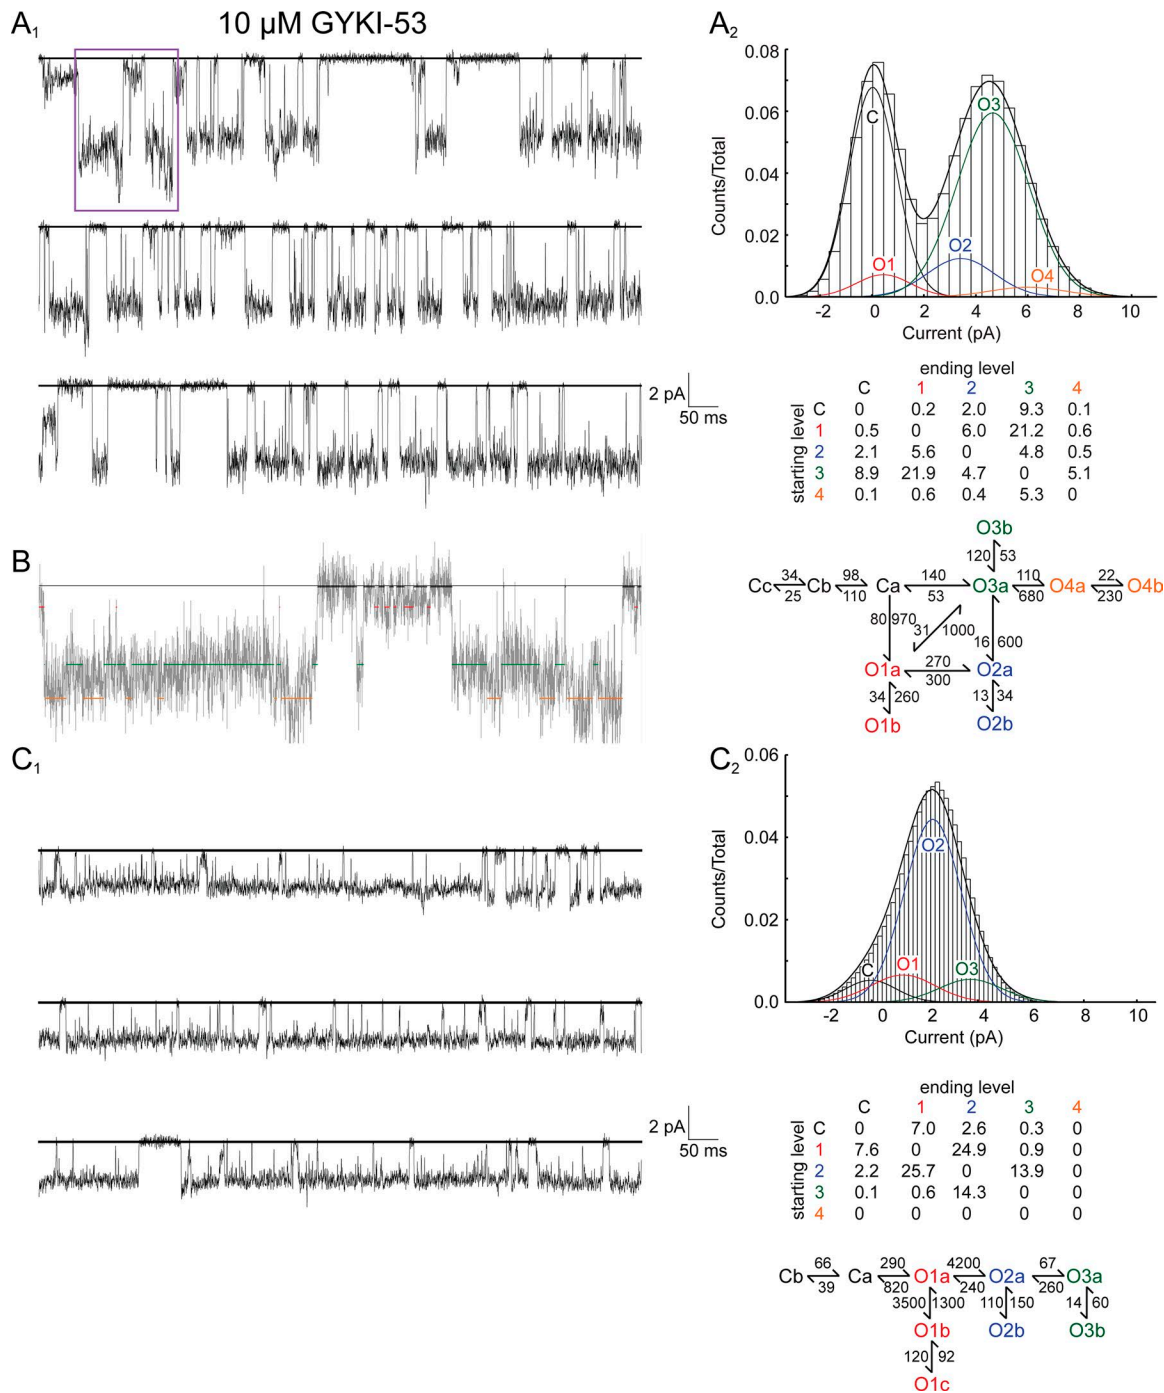 A1
10 μM GYKI-53
2 pA
50 ms
A2
0.08
0.06
0.04
0.02
0.0
Counts/Total
C
O1
O2
O3
O4
-2 0 2 4 6 8 10
Current (pA)
ending level
C 1 2 3 4
starting level
C 0 0.2 2.0 9.3 0.1
1 0.5 0 6.0 21.2 0.6
2 2.1 5.6 0 4.8 0.5
3 8.9 21.9 4.7 0 5.1
4 0.1 0.6 0.4 5.3 0
O3b
120 53
34 98 140 110 22
Cc Cb Ca O3a O4a O4b
25 110 53 680 230
80 970 31 1000 16 600
270
O1a O2a
300
34 260 13 34
O1b O2b
B
C1
2 pA
50 ms
C2
0.06
0.04
0.02
0.0
Counts/Total
C
O1
O2
O3
-2 0 2 4 6 8 10
Current (pA)
ending level
C 1 2 3 4
starting level
C 0 7.0 2.6 0.3 0
1 7.6 0 24.9 0.9 0
2 2.2 25.7 0 13.9 0
3 0.1 0.6 14.3 0 0
4 0 0 0 0 0
66 290 4200 67
Cb Ca O1a O2a O3a
39 820 240 260
3500 1300 110 150 14 60
O1b O2b O3b
120 92
O1c